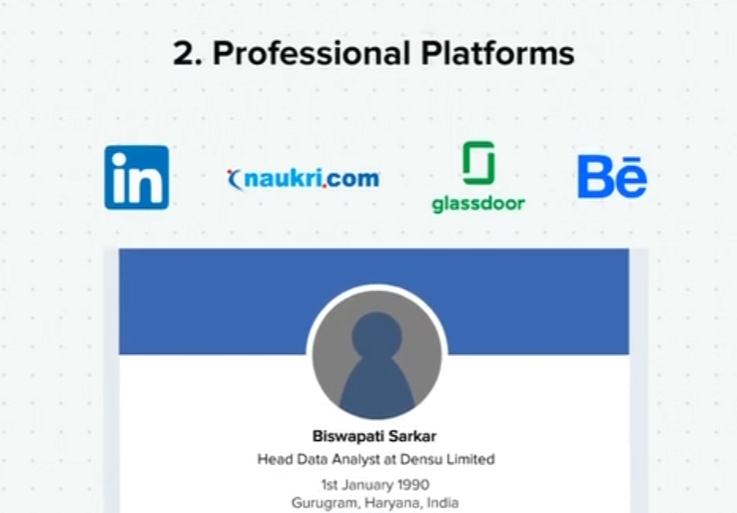 2. Professional Platforms
in
naukri.com
glassdoor
Bē
Biswapati Sarkar
Head Data Analyst at Densu Limited
1st January 1990
Gurugram, Haryana, India